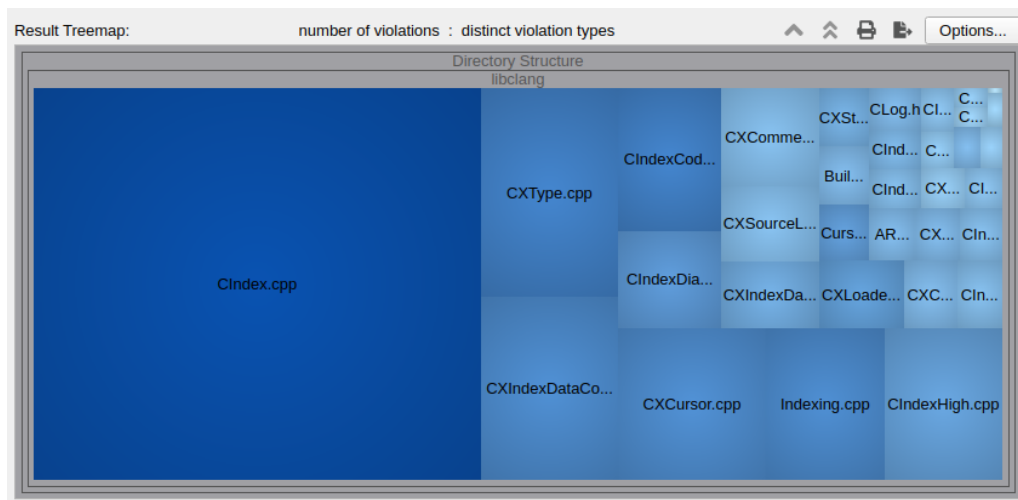 Result Treemap:
number of violations : distinct violation types
Options...
Directory Structure
libclang
CIndex.cpp
CXType.cpp
CXIndexDataCo...
CIndexCod...
CIndexDia...
CXCursor.cpp
Indexing.cpp
CIndexHigh.cpp
CXComme...
CXSourceL...
CXIndexDa...
CXSt...
Buil...
Curs...
CXLoade...
CLog.h
CI...
C...
C...
CInd...
C...
CInd...
CX...
CI...
AR...
CX...
CIn...
CXC...
CIn...